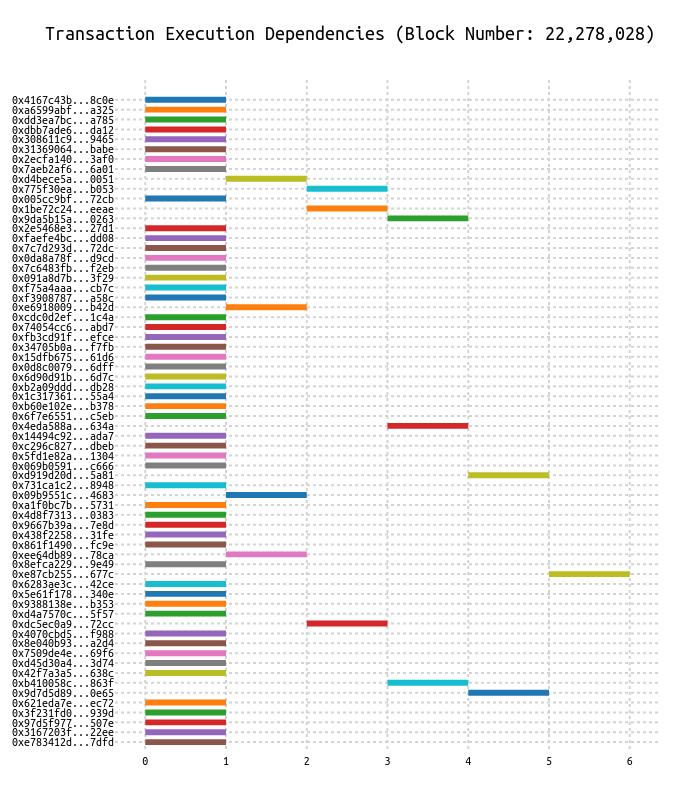 Transaction Execution Dependencies (Block Number: 22,278,028)
0x4167c43b...8c0e
0xa6599abf...a325
0xdd3ea7bc...a785
0xdbb7ade6...da12
0x308611c9...9465
0x31369064...babe
0x2ecfa140...3af0
0x7aeb2af6...6a01
0xd4bece5a...0051
0x775f30ea...b053
0x005cc9bf...72cb
0x1be72c24...eeae
0x9da5b15a...0263
0x2e5468e3...27d1
0xfaefe4bc...dd08
0x7c7d293d...72dc
0x0da8a78f...d9cd
0x7c6483fb...f2eb
0x091a8d7b...3f29
0xf75a4aaa...cb7c
0xf3908787...a58c
0xe6918009...b42d
0xcdc0d2ef...1c4a
0x74054cc6...abd7
0xfb3cd91f...efce
0x34705b0a...f7fb
0x15dfb675...61d6
0x0d8c0079...6dff
0x6d90d91b...6d7c
0xb2a09ddd...db28
0x1c317361...55a4
0xb60e102e...b378
0x6f7e6551...c5eb
0x4eda588a...634a
0x14494c92...ada7
0xc296c827...dbeb
0x5fd1e82a...1304
0x069b0591...c666
0xd919d20d...5a81
0x731ca1c2...8948
0x09b9551c...4683
0xa1f0bc7b...5731
0x4d8f7313...0383
0x9667b39a...7e8d
0x438f2258...31fe
0x861f1490...fc9e
0xee64db89...78ca
0x8efca229...9e49
0xe87cb255...677c
0x6283ae3c...42ce
0x5e61f178...340e
0x9388138e...b353
0xd4a7570c...5f57
0xdc5ec0a9...72cc
0x4070cbd5...f988
0x8e040b93...a2d4
0x7509de4e...69f6
0xd45d30a4...3d74
0x42f7a3a5...638c
0xb410058c...863f
0x9d7d5d89...0e65
0x621eda7e...ec72
0x3f231fd0...939d
0x97d5f977...507e
0x3167203f...22ee
0xe783412d...7dfd
0 1 2 3 4 5 6